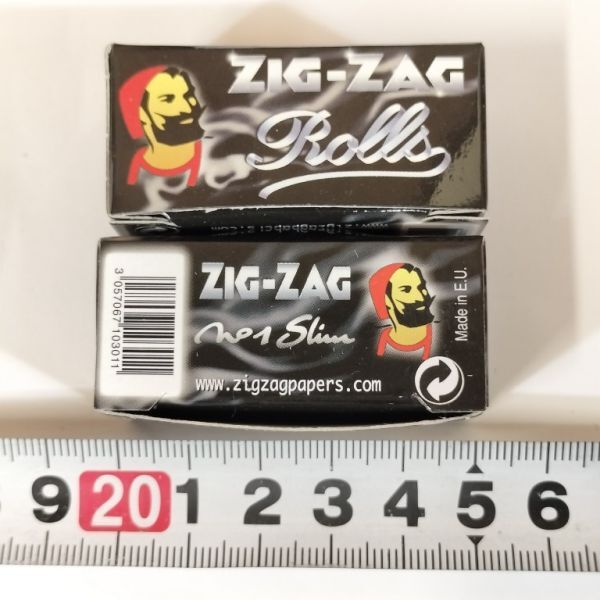 ZIG-ZAG
Rolls
ZIG-ZAG
Nº1 Slim
www.zigzagpapers.com
Made in E.U.
3 057067 103011
9 20 1 2 3 4 5 6